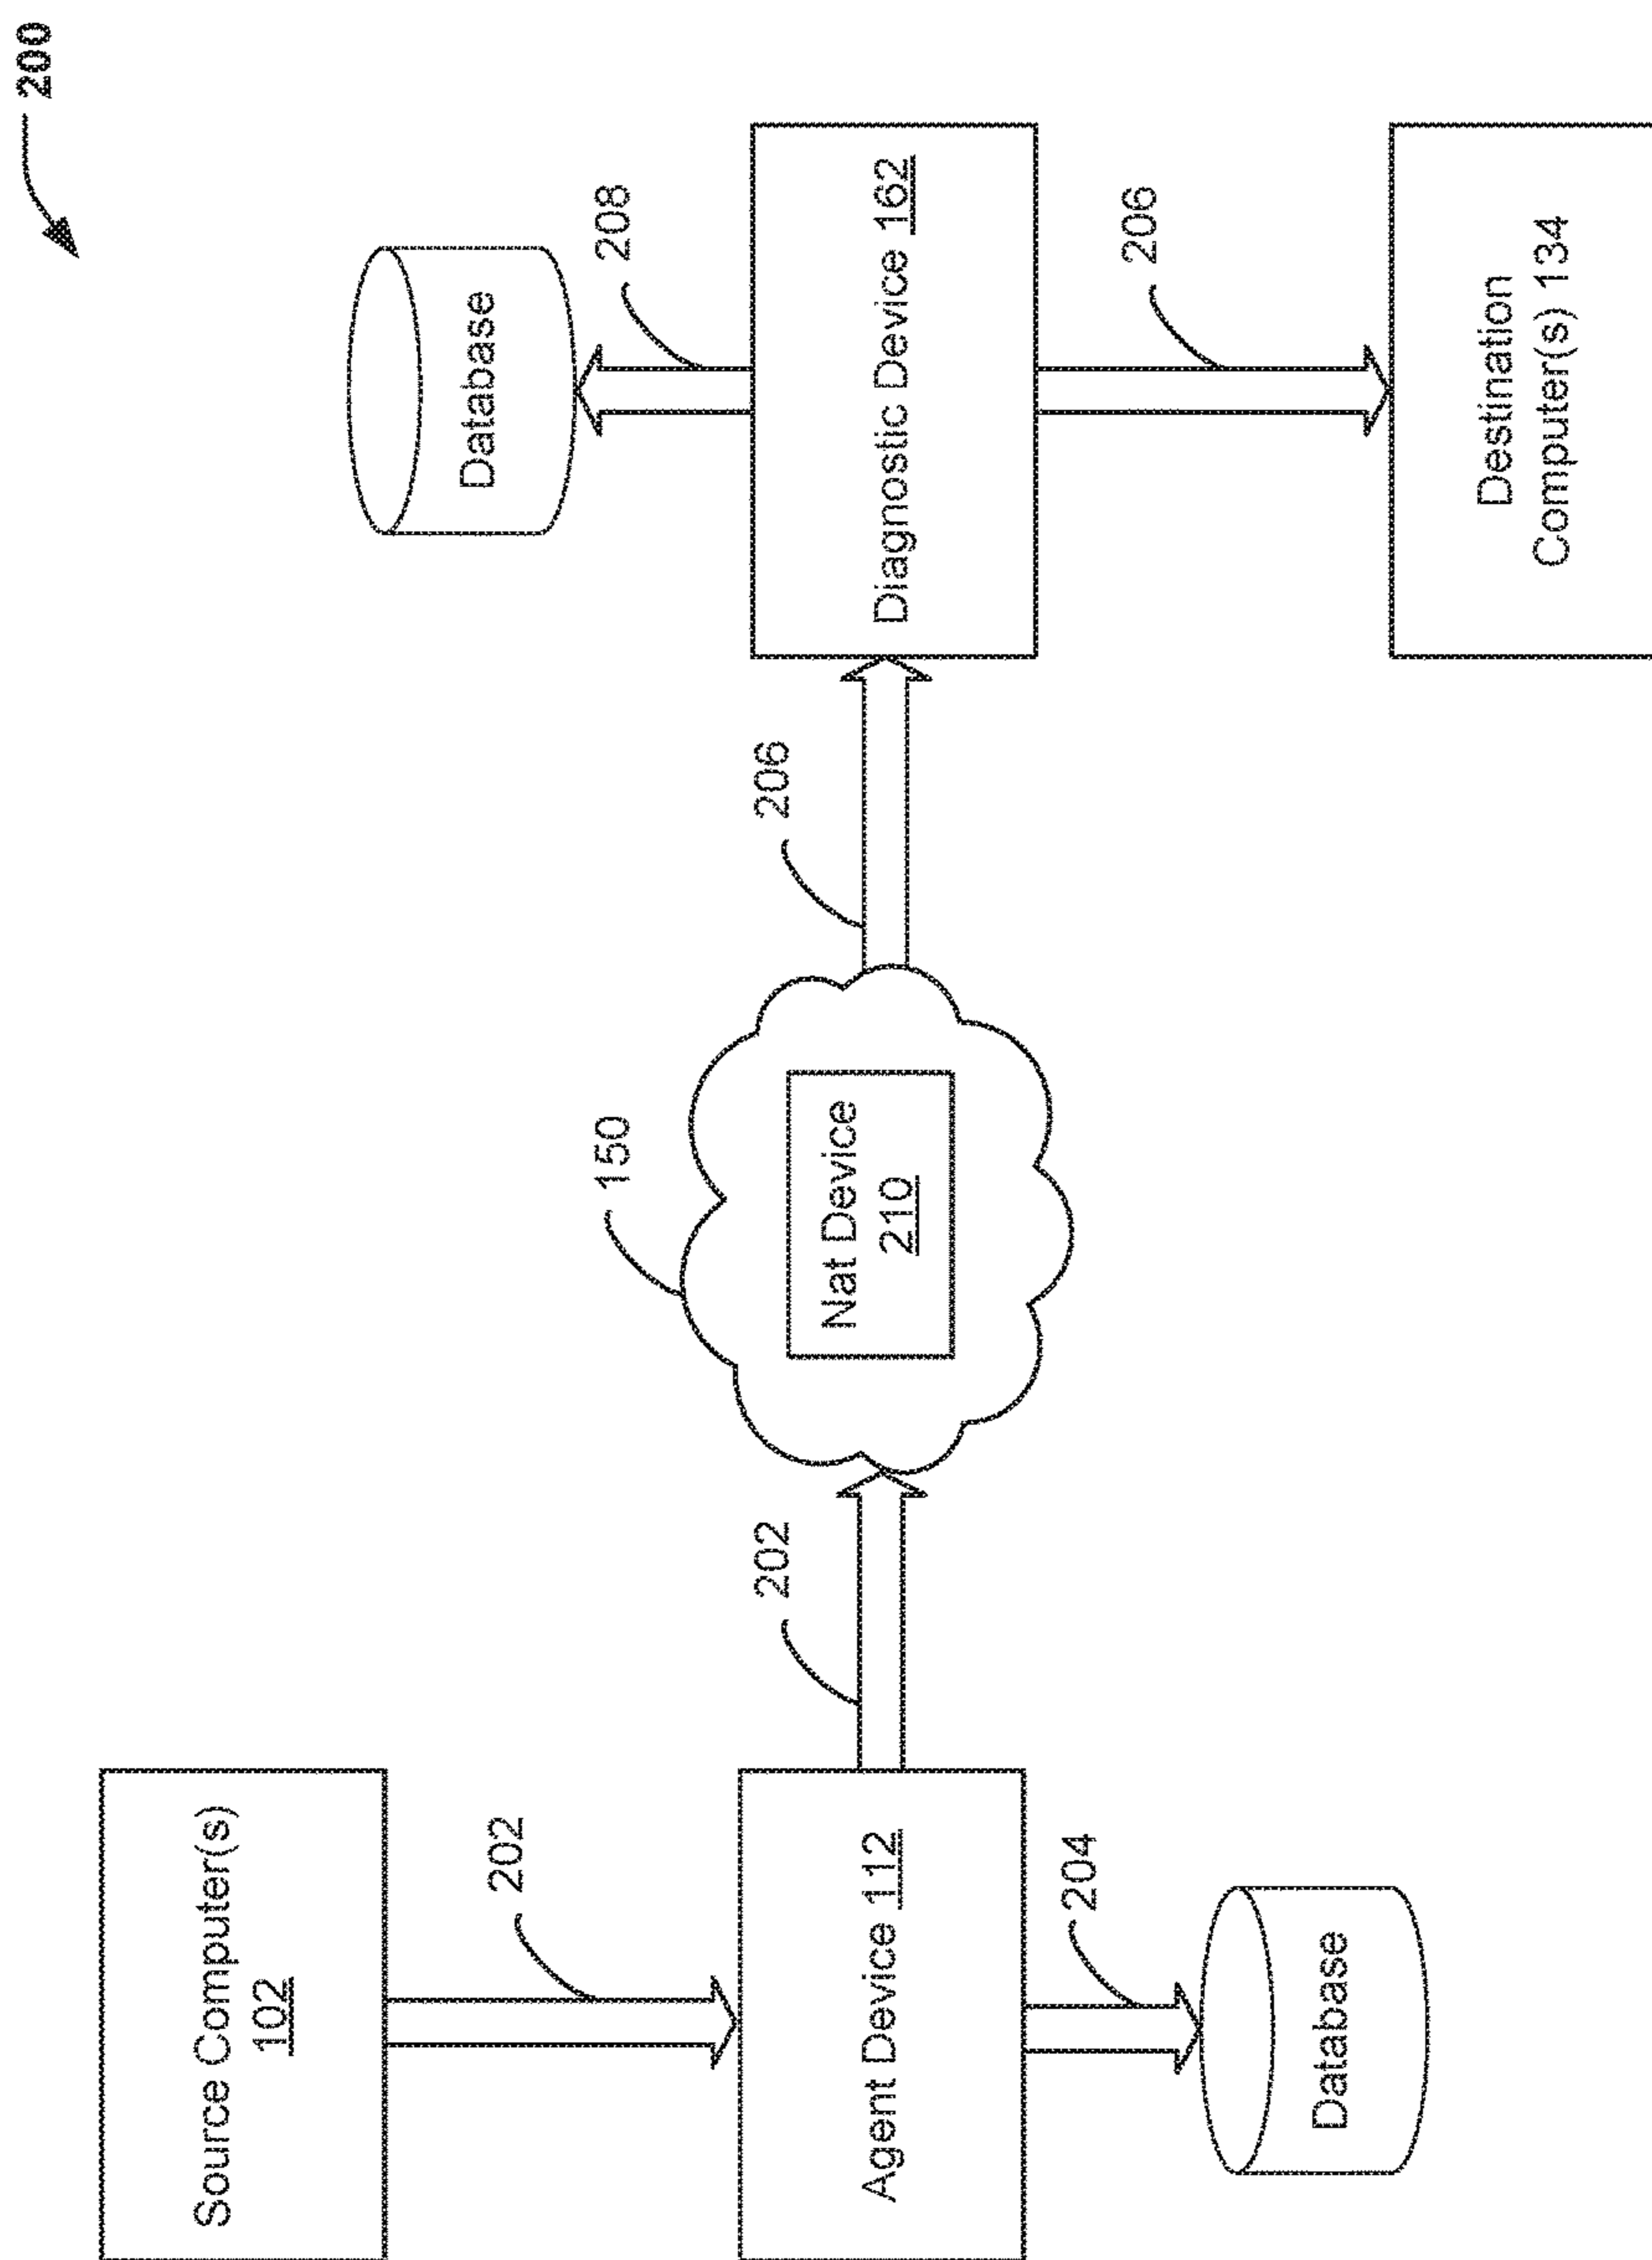 200
Source Computer(s)
102
202
Agent Device 112
204
Database
202
150
Nat Device
210
206
Database
208
Diagnostic Device 162
206
Destination
Computer(s) 134